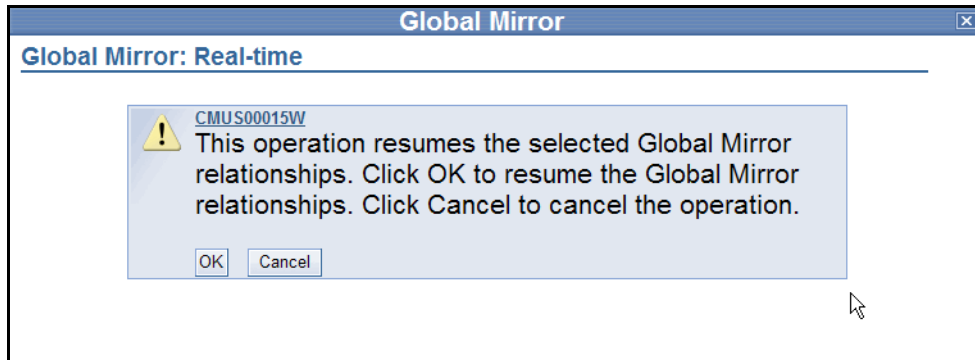 Global Mirror
Global Mirror: Real-time
CMUS00015W
This operation resumes the selected Global Mirror
relationships. Click OK to resume the Global Mirror
relationships. Click Cancel to cancel the operation.
OK Cancel